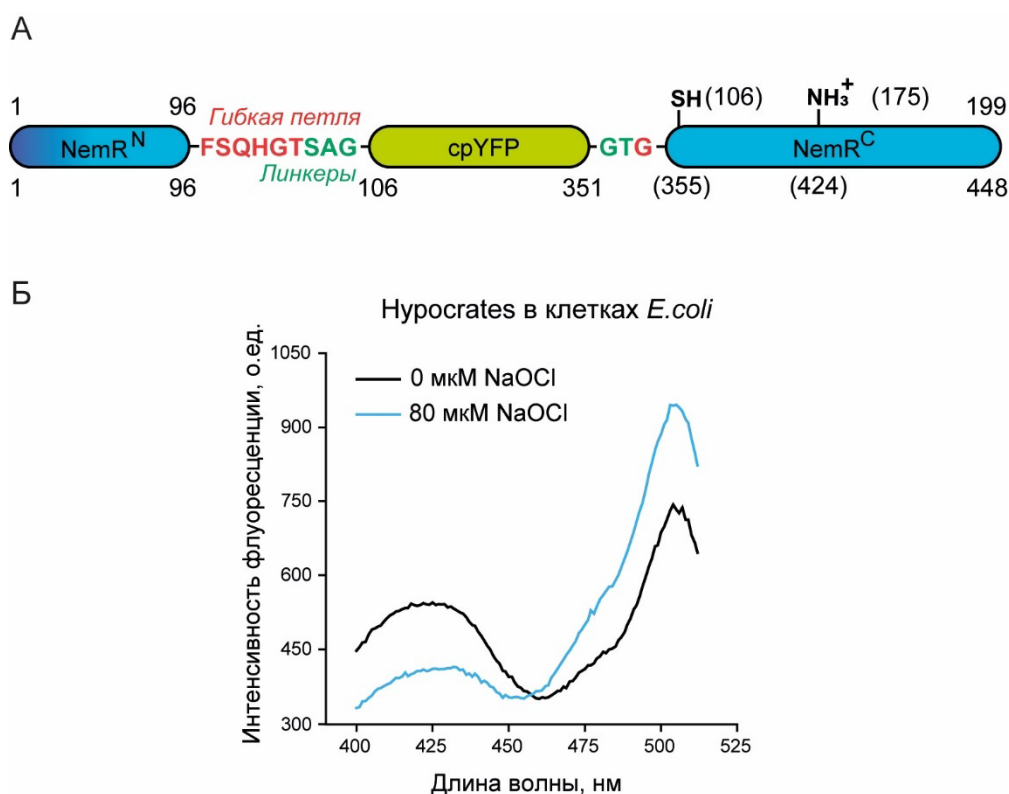 А
SH (106) NH₃⁺ (175)
1 96 199
Гибкая петля
NemR^N FSQHGTSAG cpYFP GTG NemR^C
Линкеры
1 96 106 351 (355) (424) 448
Б
Hypocrates в клетках E.coli
Интенсивность флуоресценции, о.ед.
1050
900
750
600
450
300
0 мкМ NaOCl
80 мкМ NaOCl
400 425 450 475 500 525
Длина волны, нм